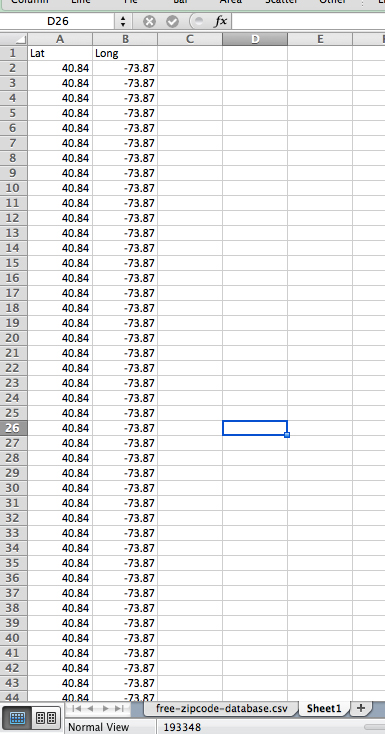 Column Line Pie Bar Area Scatter Other
D26 fx
A B C D E
1 Lat Long
2 40.84 -73.87
3 40.84 -73.87
4 40.84 -73.87
5 40.84 -73.87
6 40.84 -73.87
7 40.84 -73.87
8 40.84 -73.87
9 40.84 -73.87
10 40.84 -73.87
11 40.84 -73.87
12 40.84 -73.87
13 40.84 -73.87
14 40.84 -73.87
15 40.84 -73.87
16 40.84 -73.87
17 40.84 -73.87
18 40.84 -73.87
19 40.84 -73.87
20 40.84 -73.87
21 40.84 -73.87
22 40.84 -73.87
23 40.84 -73.87
24 40.84 -73.87
25 40.84 -73.87
26 40.84 -73.87
27 40.84 -73.87
28 40.84 -73.87
29 40.84 -73.87
30 40.84 -73.87
31 40.84 -73.87
32 40.84 -73.87
33 40.84 -73.87
34 40.84 -73.87
35 40.84 -73.87
36 40.84 -73.87
37 40.84 -73.87
38 40.84 -73.87
39 40.84 -73.87
40 40.84 -73.87
41 40.84 -73.87
42 40.84 -73.87
43 40.84 -73.87
44 40.84 -73.87
free-zipcode-database.csv Sheet1 +
Normal View 193348